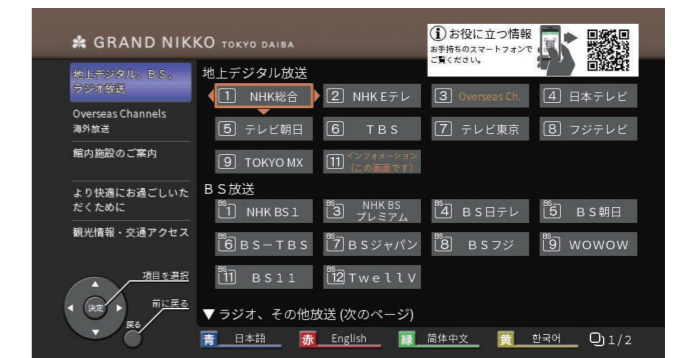 GRAND NIKKO TOKYO DAIBA
i お役に立つ情報
お手持ちのスマートフォンで
ご覧ください。
地上デジタル、BS、
ラジオ放送
Overseas Channels
海外放送
館内施設のご案内
より快適にお過ごしいた
だくために
観光情報・交通アクセス
項目を選択
決定
前に戻る
戻る
地上デジタル放送
1 NHK総合
2 NHK Eテレ
3 Overseas Ch.
4 日本テレビ
5 テレビ朝日
6 TBS
7 テレビ東京
8 フジテレビ
9 TOKYO MX
11 インフォメーション
(この画面です)
BS放送
BS 1 NHK BS 1
BS 3 NHK BS
プレミアム
BS 4 BS日テレ
BS 5 BS朝日
BS 6 BS-TBS
BS 7 BSジャパン
BS 8 BSフジ
BS 9 WOWOW
BS 11 BS11
BS 12 TwellV
▼ラジオ、その他放送 (次のページ)
青 日本語
赤 English
緑 简体中文
黄 한국어
1/2